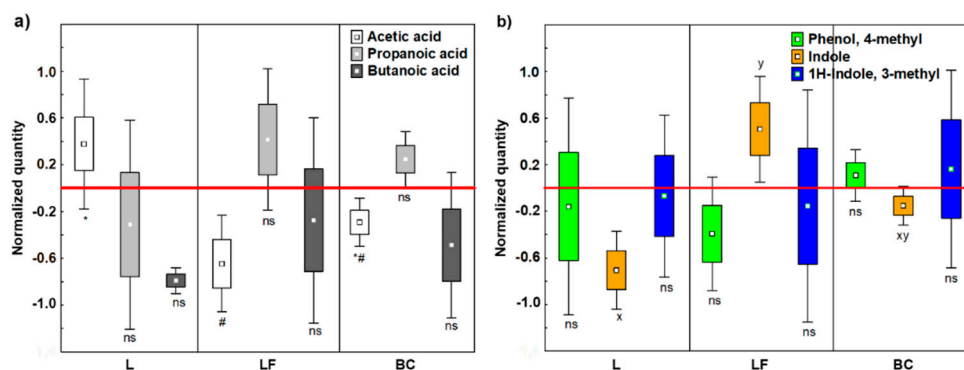 a)
Acetic acid
Propanoic acid
Butanoic acid
Normalized quantity
1.0
0.6
0.2
-0.2
-0.6
-1.0
*
ns
ns
#
ns
ns
*#
ns
ns
L
LF
BC
b)
Phenol, 4-methyl
Indole
1H-Indole, 3-methyl
Normalized quantity
1.0
0.6
0.2
-0.2
-0.6
-1.0
ns
x
ns
ns
y
ns
ns
xy
ns
L
LF
BC